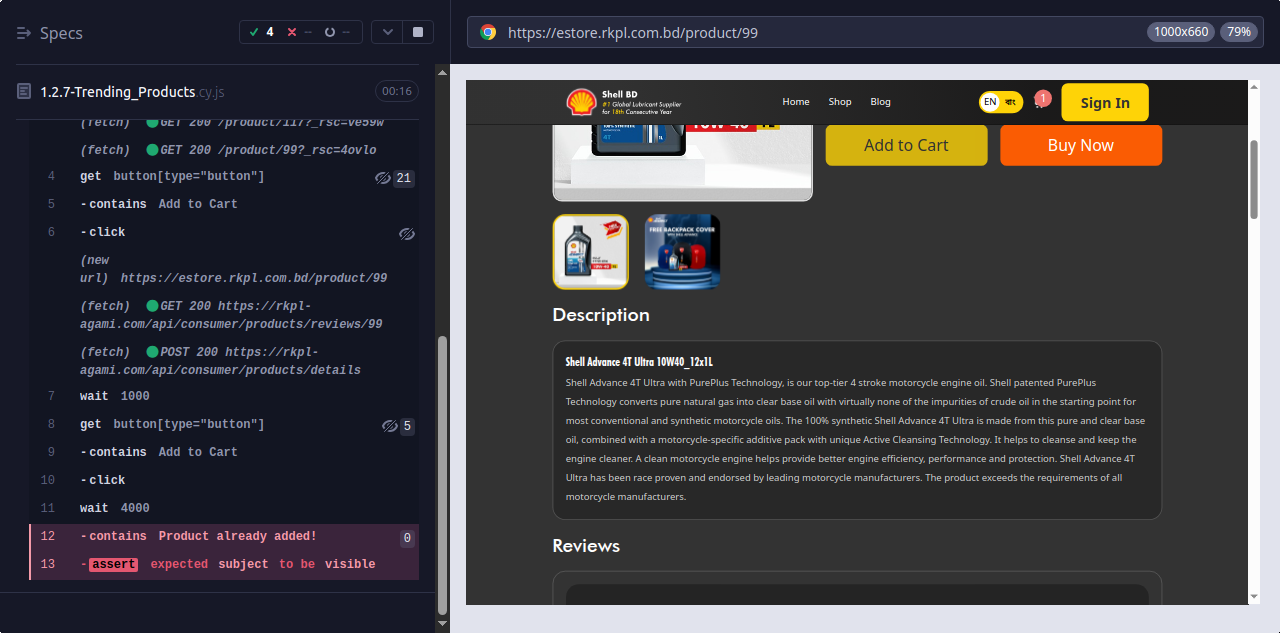 Specs
4
--
--
1.2.7-Trending_Products.cy.js
00:16
(fetch) GET 200 /product/117?_rsc=ve59w
(fetch) GET 200 /product/99?_rsc=4ovlo
4 get button[type="button"] 21
5 -contains Add to Cart
6 -click
(new
url) https://estore.rkpl.com.bd/product/99
(fetch) GET 200 https://rkpl-
agami.com/api/consumer/products/reviews/99
(fetch) POST 200 https://rkpl-
agami.com/api/consumer/products/details
7 wait 1000
8 get button[type="button"] 5
9 -contains Add to Cart
10 -click
11 wait 4000
12 -contains Product already added! 0
13 -assert expected subject to be visible
https://estore.rkpl.com.bd/product/99
1000x660
79%
Shell BD
#1 Global Lubricant Supplier
for 18th Consecutive Year
Home
Shop
Blog
EN
বাং
1
Sign In
10W-40
4T
1L
Add to Cart
Buy Now
FREE BACKPACK COVER
Description
Shell Advance 4T Ultra 10W40_12x1L
Shell Advance 4T Ultra with PurePlus Technology, is our top-tier 4 stroke motorcycle engine oil. Shell patented PurePlus
Technology converts pure natural gas into clear base oil with virtually none of the impurities of crude oil in the starting point for
most conventional and synthetic motorcycle oils. The 100% synthetic Shell Advance 4T Ultra is made from this pure and clear base
oil, combined with a motorcycle-specific additive pack with unique Active Cleansing Technology. It helps to cleanse and keep the
engine cleaner. A clean motorcycle engine helps provide better engine efficiency, performance and protection. Shell Advance 4T
Ultra has been race proven and endorsed by leading motorcycle manufacturers. The product exceeds the requirements of all
motorcycle manufacturers.
Reviews